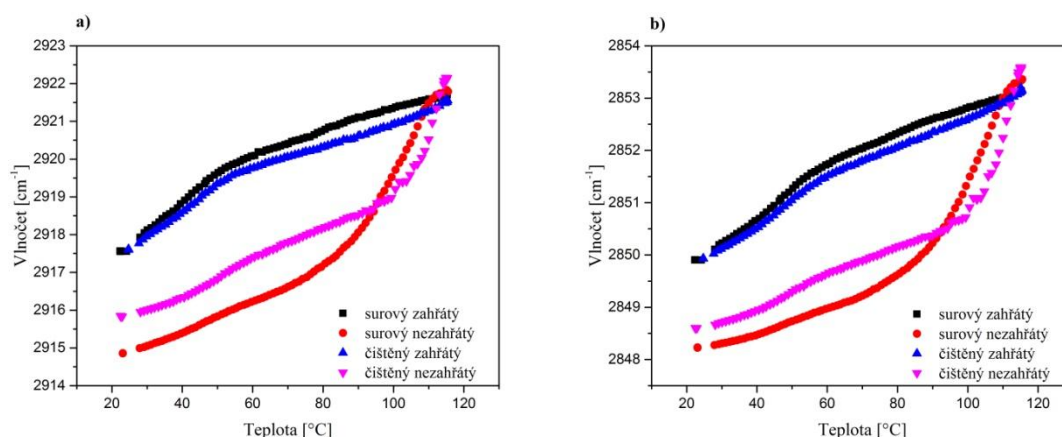 a)
2923
2922
2921
2920
2919
2918
2917
2916
2915
2914
Vlnočet [cm⁻¹]
20 40 60 80 100 120
Teplota [°C]
surový zahřátý
surový nezahřátý
čištěný zahřátý
čištěný nezahřátý
b)
2854
2853
2852
2851
2850
2849
2848
Vlnočet [cm⁻¹]
20 40 60 80 100 120
Teplota [°C]
surový zahřátý
surový nezahřátý
čištěný zahřátý
čištěný nezahřátý